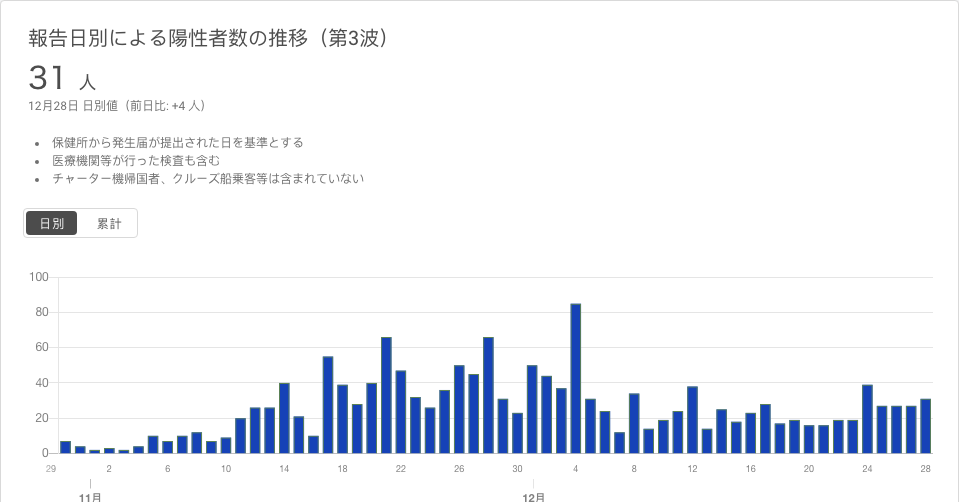 報告日別による陽性者数の推移（第3波）
31 人
12月28日 日別値（前日比: +4 人）
保健所から発生届が提出された日を基準とする
医療機関等が行った検査も含む
チャーター機帰国者、クルーズ船乗客等は含まれていない
日別 累計
100
80
60
40
20
0
29 2 6 10 14 18 22 26 30 4 8 12 16 20 24 28
11月 12月